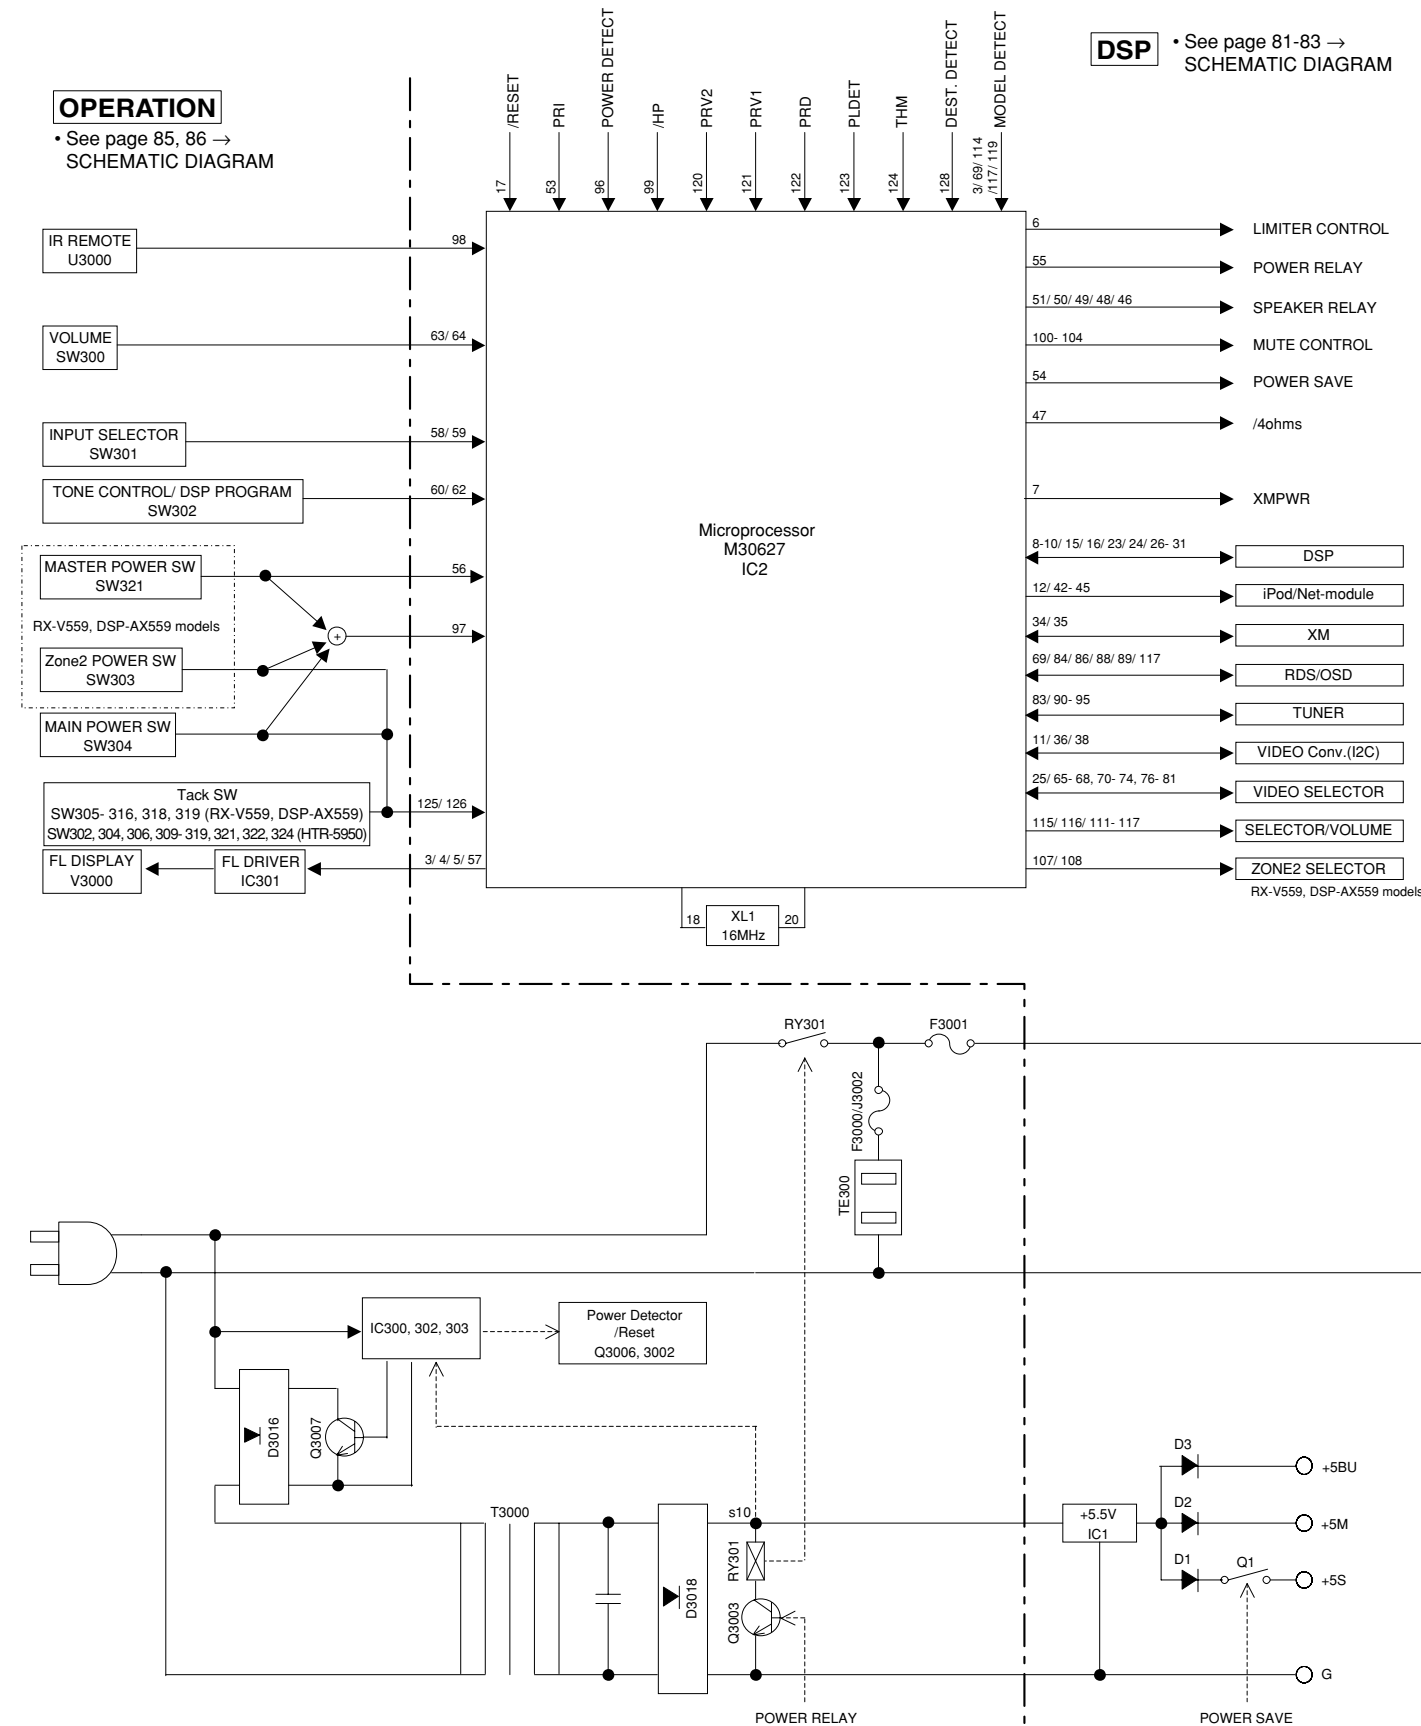 OPERATION
• See page 85, 86 →
SCHEMATIC DIAGRAM
DSP
• See page 81-83 →
SCHEMATIC DIAGRAM
/RESET
PRI
POWER DETECT
/HP
PRV2
PRV1
PRD
PLDET
THM
DEST. DETECT
MODEL DETECT
17
53
96
99
120
121
122
123
124
128
3/ 69/ 114
/117/ 119
IR REMOTE
U3000
98
VOLUME
SW300
63/ 64
INPUT SELECTOR
SW301
58/ 59
TONE CONTROL/ DSP PROGRAM
SW302
60/ 62
MASTER POWER SW
SW321
56
RX-V559, DSP-AX559 models
+
97
Zone2 POWER SW
SW303
MAIN POWER SW
SW304
Tack SW
SW305- 316, 318, 319 (RX-V559, DSP-AX559)
SW302, 304, 306, 309- 319, 321, 322, 324 (HTR-5950)
125/ 126
FL DISPLAY
V3000
FL DRIVER
IC301
3/ 4/ 5/ 57
Microprocessor
M30627
IC2
6
LIMITER CONTROL
55
POWER RELAY
51/ 50/ 49/ 48/ 46
SPEAKER RELAY
100- 104
MUTE CONTROL
54
POWER SAVE
47
/4ohms
7
XMPWR
8-10/ 15/ 16/ 23/ 24/ 26- 31
DSP
12/ 42- 45
iPod/Net-module
34/ 35
XM
69/ 84/ 86/ 88/ 89/ 117
RDS/OSD
83/ 90- 95
TUNER
11/ 36/ 38
VIDEO Conv.(I2C)
25/ 65- 68, 70- 74, 76- 81
VIDEO SELECTOR
115/ 116/ 111- 117
SELECTOR/VOLUME
107/ 108
ZONE2 SELECTOR
RX-V559, DSP-AX559 models
18
XL1
16MHz
20
RY301
F3001
F3000/J3002
TE300
IC300, 302, 303
Power Detector
/Reset
Q3006, 3002
D3016
Q3007
T3000
D3018
s10
RY301
Q3003
+5.5V
IC1
D3
+5BU
D2
+5M
D1
Q1
+5S
G
POWER RELAY
POWER SAVE